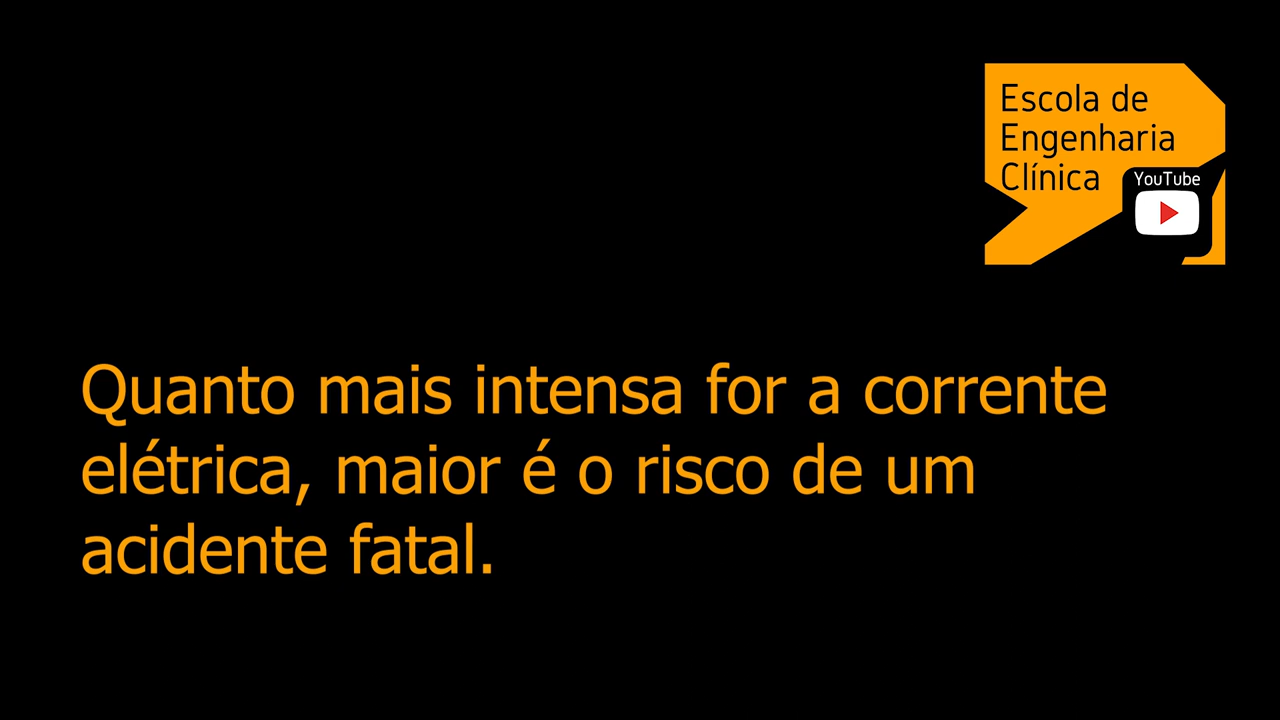 Escola de
Engenharia
Clínica
YouTube
Quanto mais intensa for a corrente
elétrica, maior é o risco de um
acidente fatal.